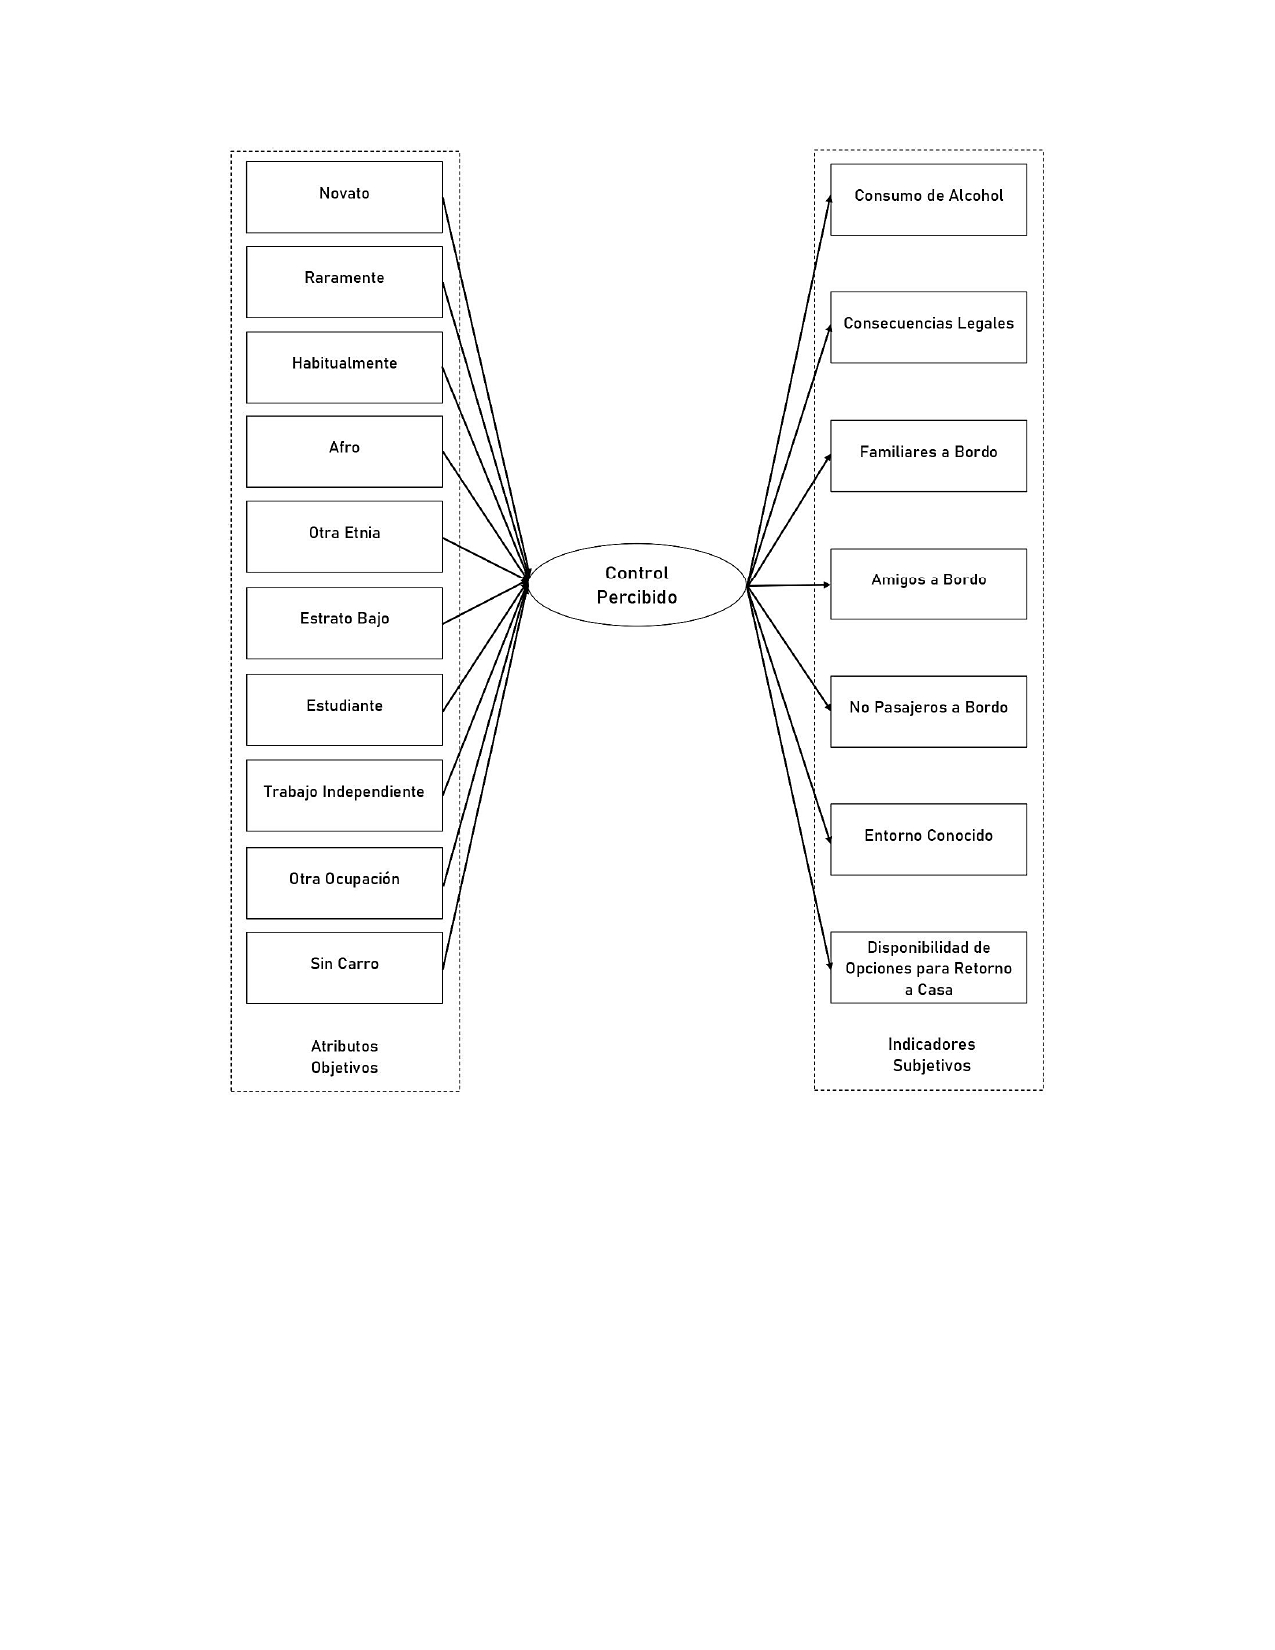 Novato
Raramente
Habitualmente
Afro
Otra Etnia
Estrato Bajo
Estudiante
Trabajo Independiente
Otra Ocupación
Sin Carro
Atributos
Objetivos
Control
Percibido
Consumo de Alcohol
Consecuencias Legales
Familiares a Bordo
Amigos a Bordo
No Pasajeros a Bordo
Entorno Conocido
Disponibilidad de
Opciones para Retorno
a Casa
Indicadores
Subjetivos